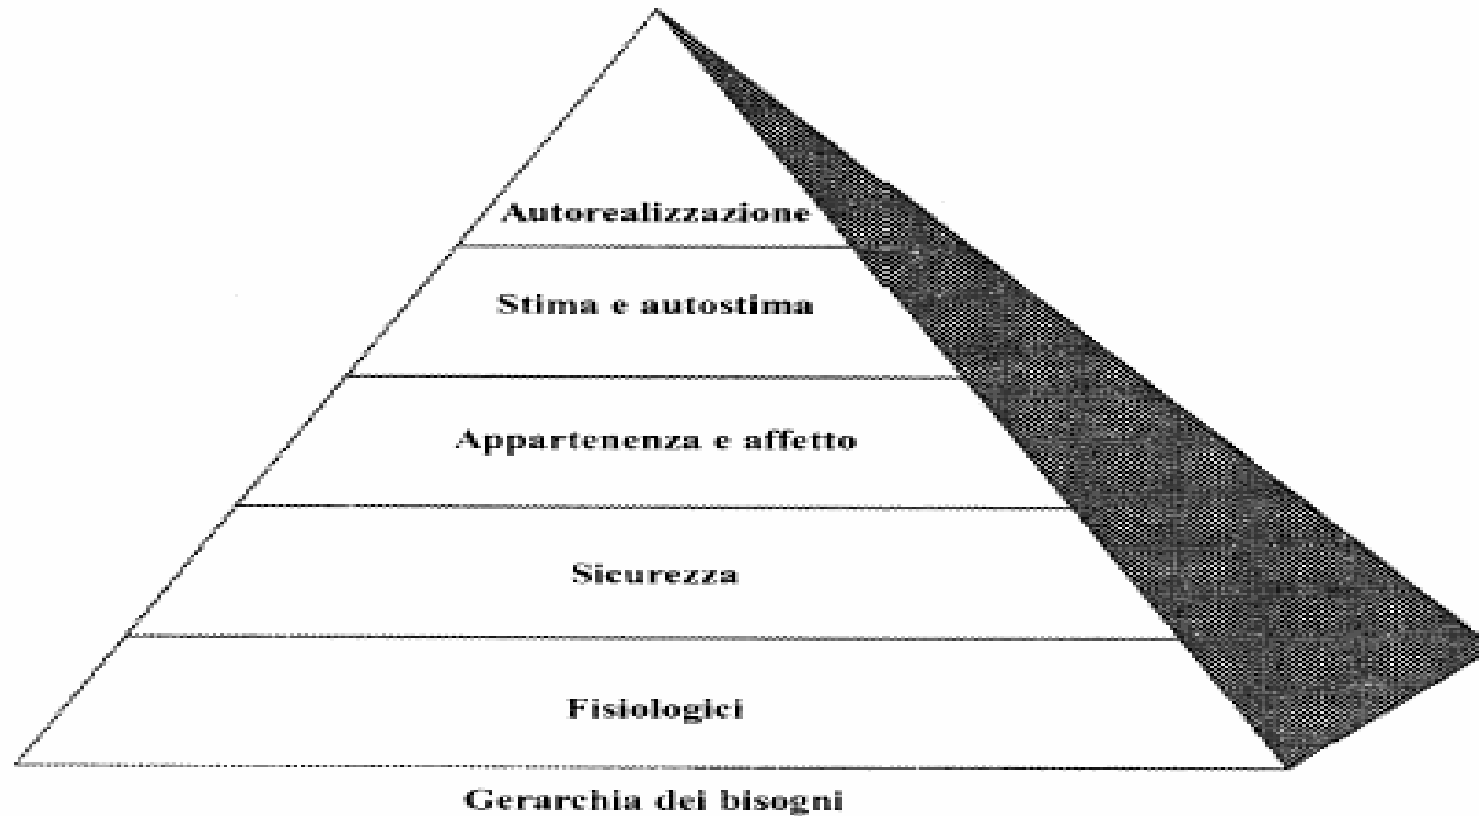 Autorealizzazione
Stima e autostima
Appartenenza e affetto
Sicurezza
Fisiologici
Gerarchia dei bisogni